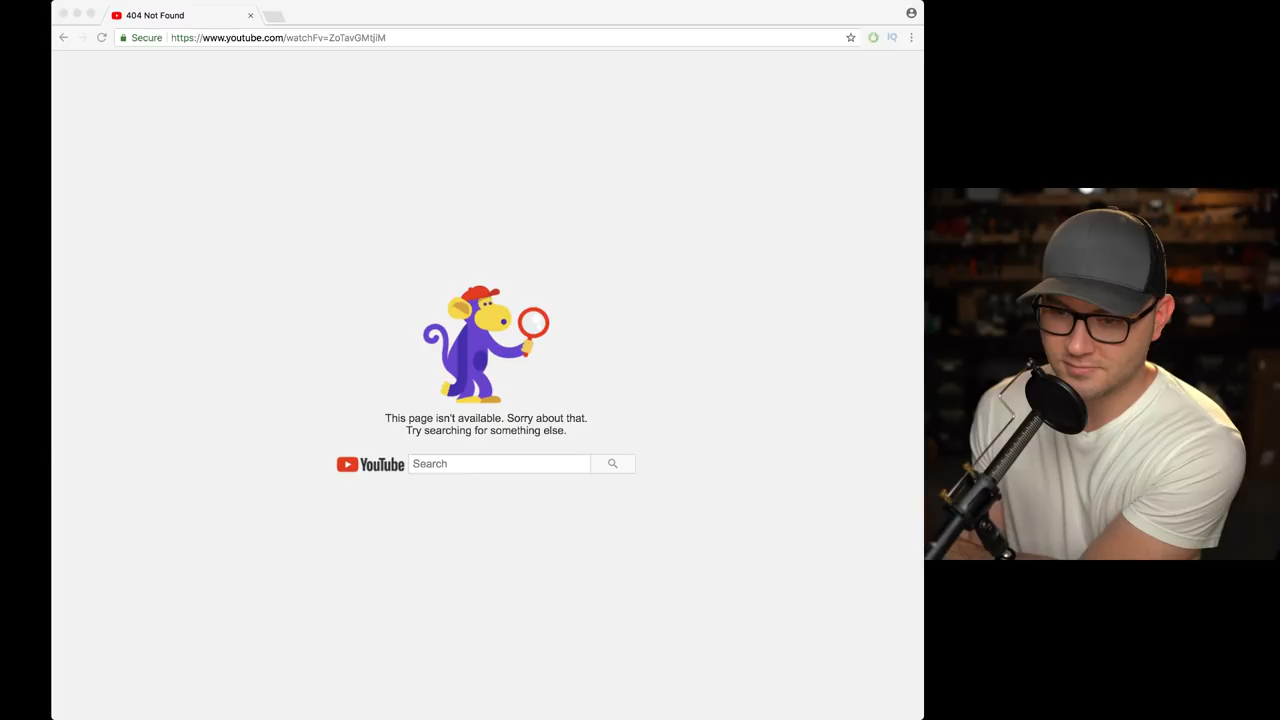 404 Not Found
Secure https://www.youtube.com/watchFv=ZoTavGMtjiM
IQ
This page isn't available. Sorry about that.
Try searching for something else.
YouTube Search